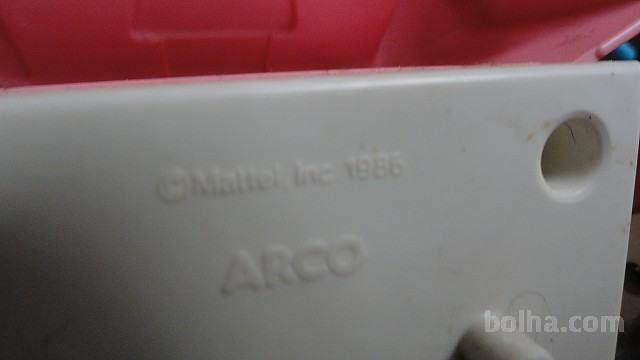 © Mattel, Inc 1986
ARCO
bolha.com